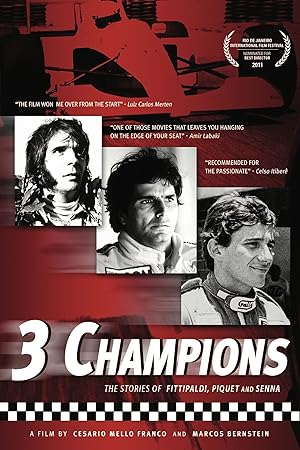 RIO DE JANEIRO
INTERNATIONAL FILM FESTIVAL
NOMINATED FOR
BEST DIRECTOR
2011
"THE FILM WON ME OVER FROM THE START" - Luiz Carlos Merten
"ONE OF THOSE MOVIES THAT LEAVES YOU HANGING
ON THE EDGE OF YOUR SEAT" - Amir Labaki
"RECOMMENDED FOR
THE PASSIONATE" - Celso Itiberê
3 CHAMPIONS
THE STORIES OF FITTIPALDI, PIQUET AND SENNA
A FILM BY CESARIO MELLO FRANCO AND MARCOS BERNSTEIN